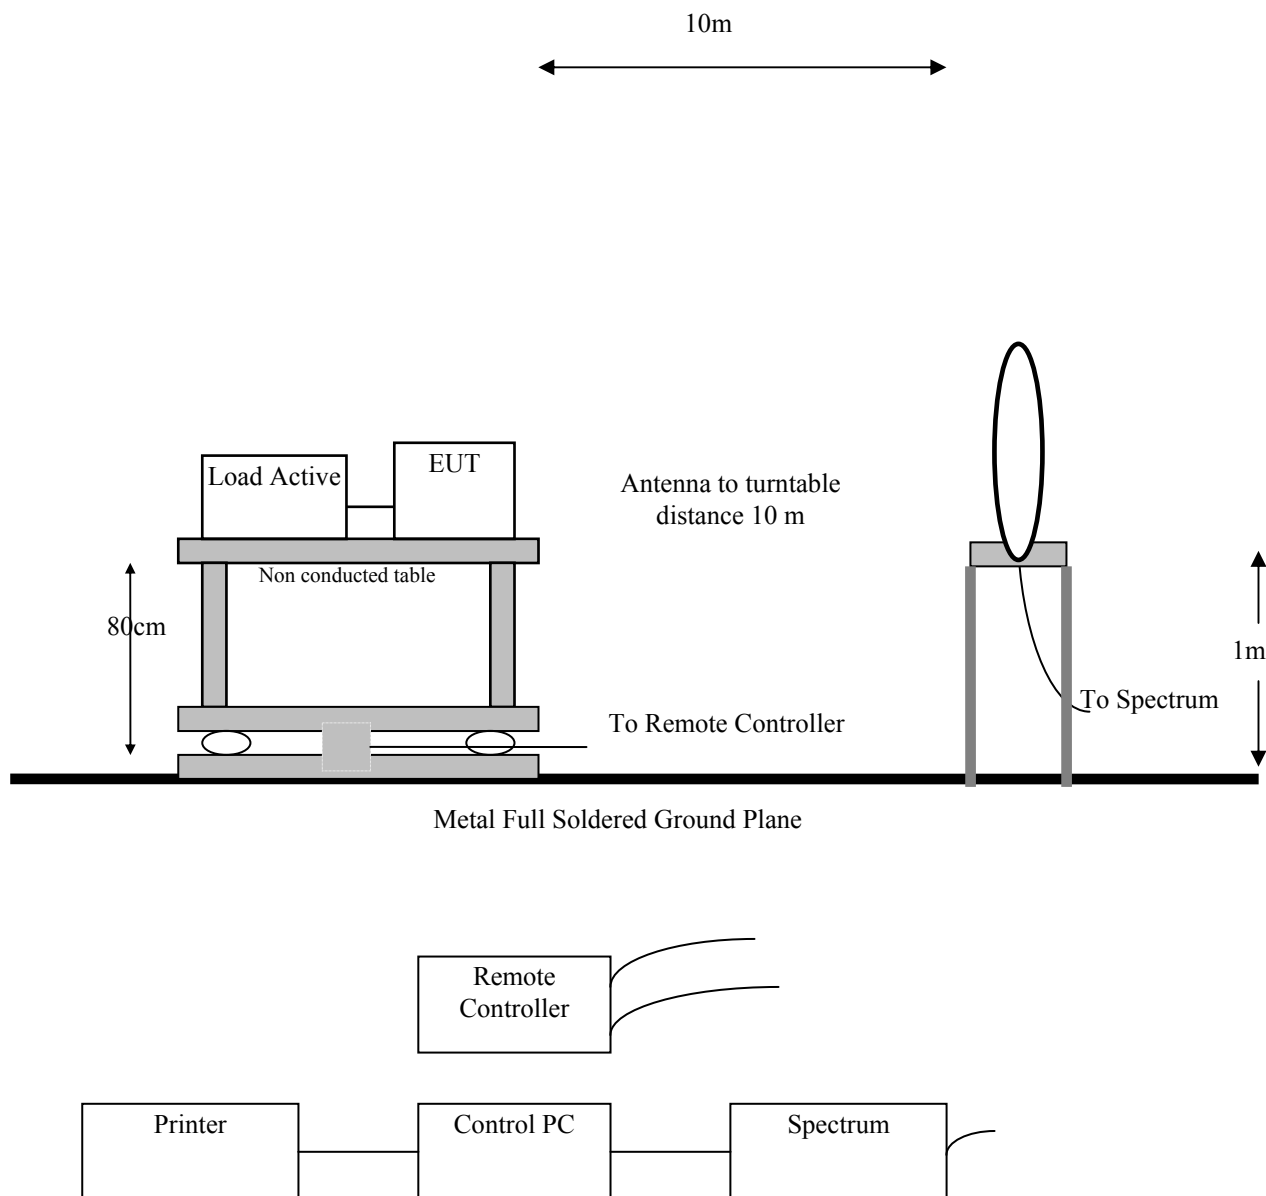 10m
Load Active
EUT
Antenna to turntable
distance 10 m
Non conducted table
80cm
1m
To Spectrum
To Remote Controller
Metal Full Soldered Ground Plane
Remote
Controller
Printer
Control PC
Spectrum